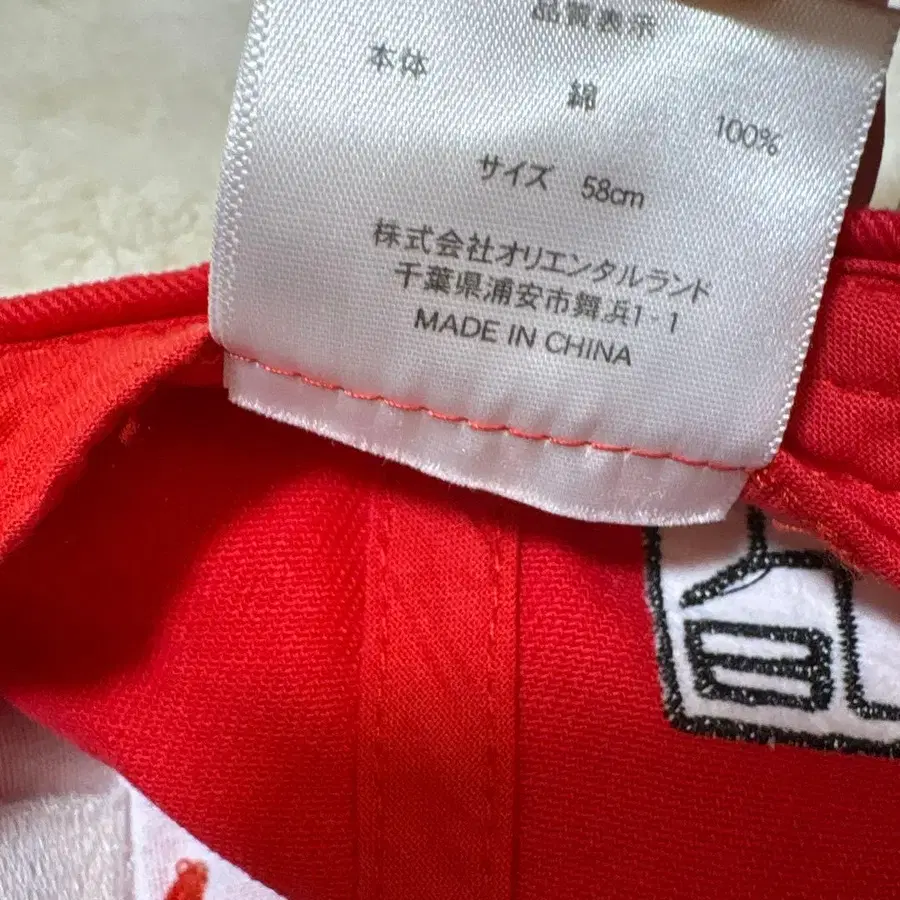 品質表示
本体 綿 100%
サイズ 58cm
株式会社オリエンタルランド
千葉県浦安市舞浜1-1
MADE IN CHINA